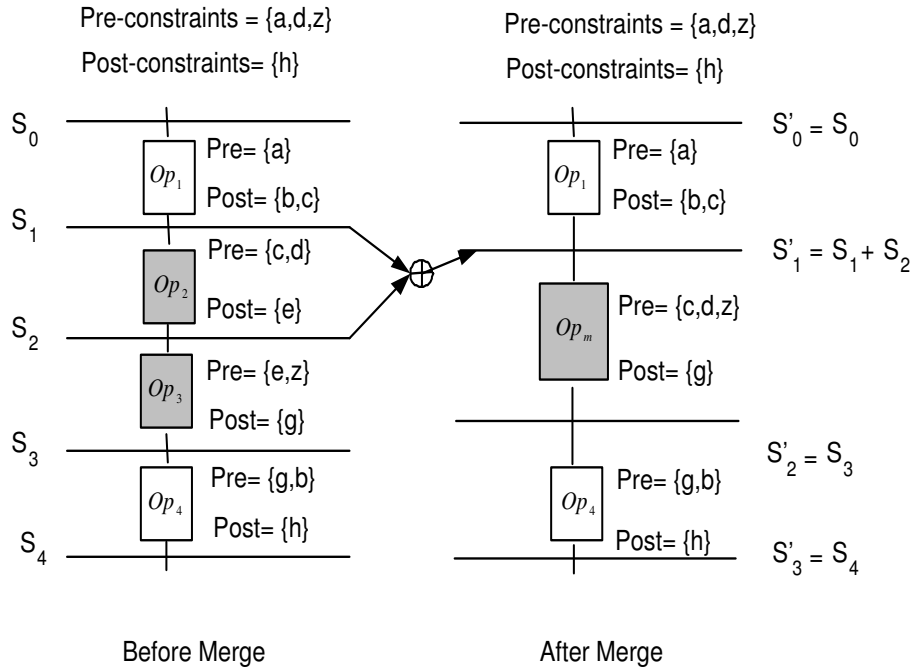 Pre-constraints = {a,d,z}
Post-constraints= {h}
S0
Op1
Pre= {a}
Post= {b,c}
S1
Op2
Pre= {c,d}
Post= {e}
S2
Op3
Pre= {e,z}
Post= {g}
S3
Op4
Pre= {g,b}
Post= {h}
S4
Before Merge
Pre-constraints = {a,d,z}
Post-constraints= {h}
S'0 = S0
Op1
Pre= {a}
Post= {b,c}
S'1 = S1+ S2
Opm
Pre= {c,d,z}
Post= {g}
S'2 = S3
Op4
Pre= {g,b}
Post= {h}
S'3 = S4
After Merge